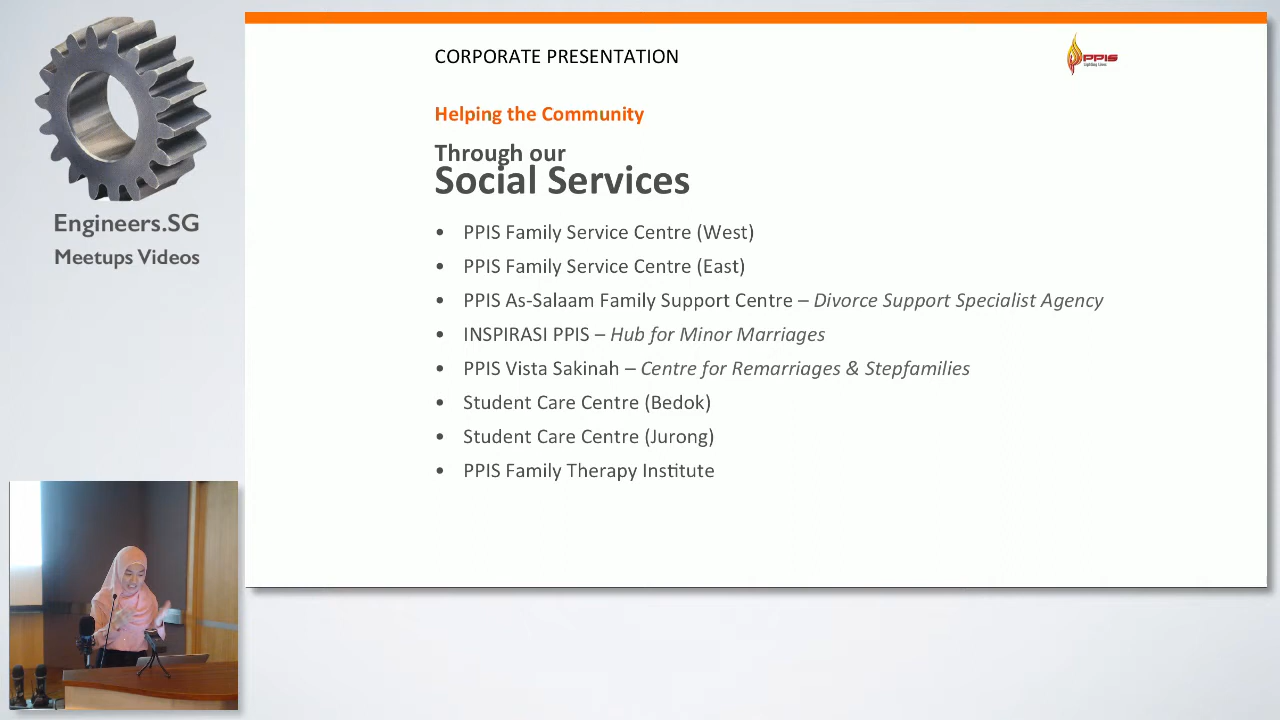 CORPORATE PRESENTATION
PPIS
Lighting Lives
Helping the Community
Through our
Social Services
• PPIS Family Service Centre (West)
• PPIS Family Service Centre (East)
• PPIS As-Salaam Family Support Centre – Divorce Support Specialist Agency
• INSPIRASI PPIS – Hub for Minor Marriages
• PPIS Vista Sakinah – Centre for Remarriages & Stepfamilies
• Student Care Centre (Bedok)
• Student Care Centre (Jurong)
• PPIS Family Therapy Institute
Engineers.SG
Meetups Videos